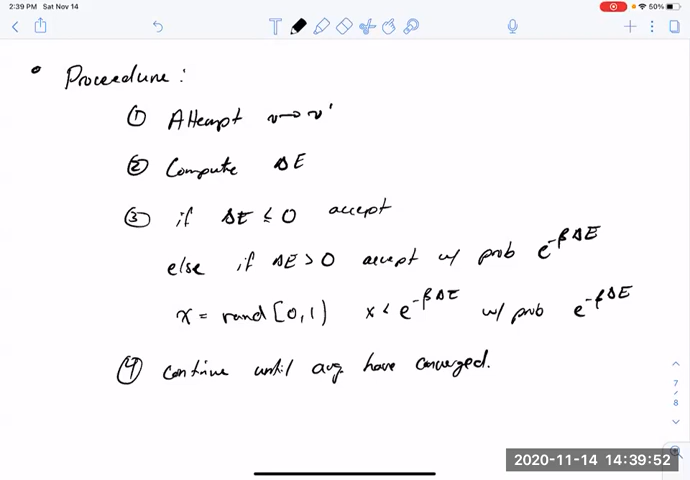 2:39 PM Sat Nov 14
50%
• Procedure:
① Attempt ν→ν'
② Compute ΔE
③ if ΔE ≤ 0 accept
else if ΔE > 0 accept w/ prob e^-βΔE
x = rand [0,1) x < e^-βΔE w/ prob e^-βΔE
④ continue until avg have converged.
7
/
8
2020-11-14 14:39:52